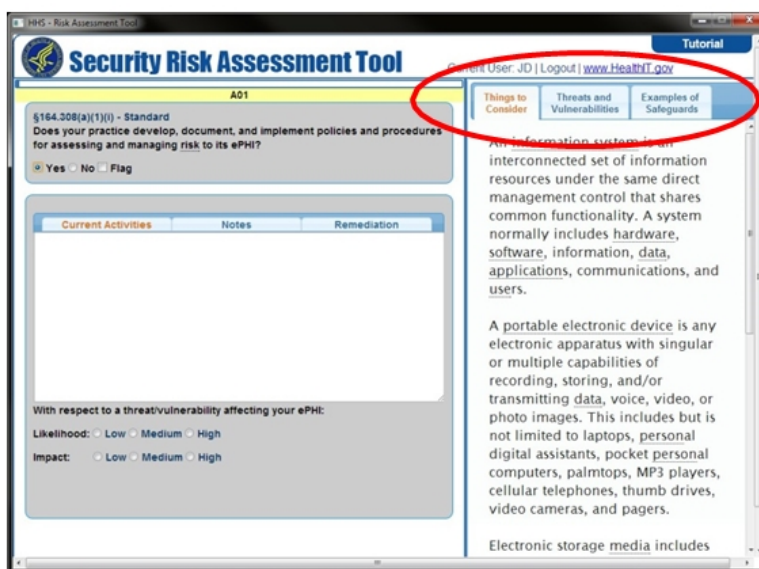 HHS - Risk Assessment Tool
Tutorial
Security Risk Assessment Tool
Current User: JD | Logout | www.HealthIT.gov
A01
§164.308(a)(1)(i) - Standard
Does your practice develop, document, and implement policies and procedures
for assessing and managing risk to its ePHI?
Yes No Flag
Current Activities Notes Remediation
With respect to a threat/vulnerability affecting your ePHI:
Likelihood: Low Medium High
Impact: Low Medium High
Things to Consider
Threats and Vulnerabilities
Examples of Safeguards
An information system is an
interconnected set of information
resources under the same direct
management control that shares
common functionality. A system
normally includes hardware,
software, information, data,
applications, communications, and
users.
A portable electronic device is any
electronic apparatus with singular
or multiple capabilities of
recording, storing, and/or
transmitting data, voice, video, or
photo images. This includes but is
not limited to laptops, personal
digital assistants, pocket personal
computers, palmtops, MP3 players,
cellular telephones, thumb drives,
video cameras, and pagers.
Electronic storage media includes